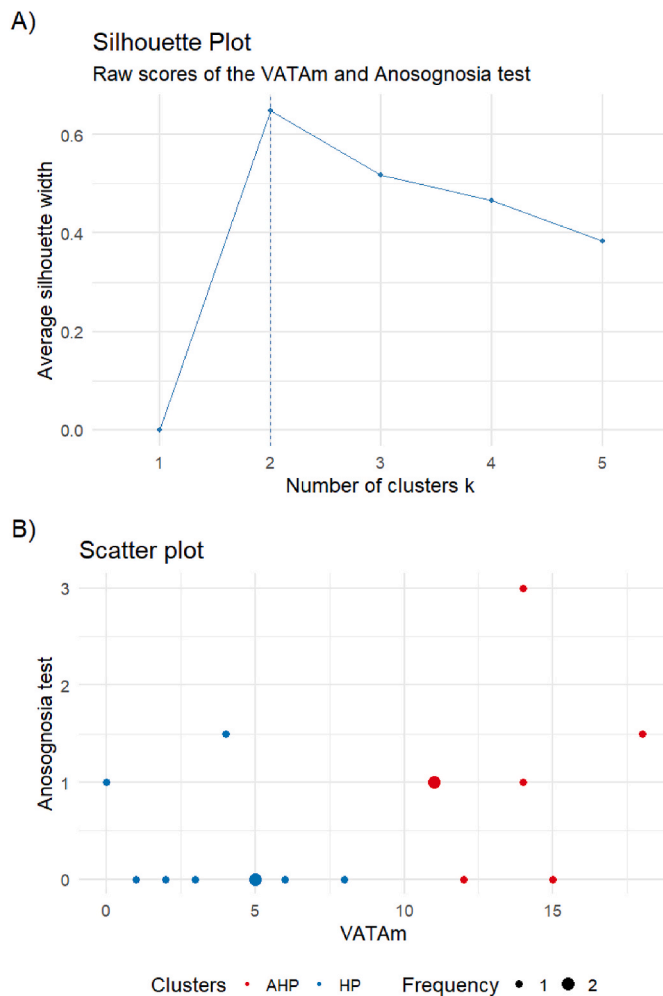 A)
Silhouette Plot
Raw scores of the VATAm and Anosognosia test
Average silhouette width
0.6
0.4
0.2
0.0
1 2 3 4 5
Number of clusters k
B)
Scatter plot
Anosognosia test
3
2
1
0
0 5 10 15
VATAm
Clusters AHP HP Frequency 1 2